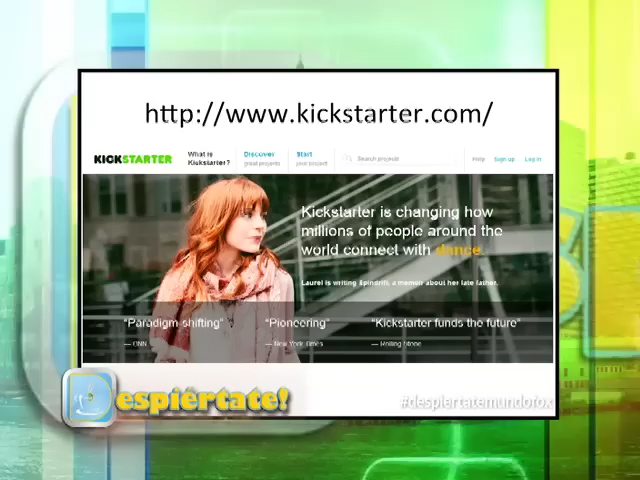 http://www.kickstarter.com/
KICKSTARTER
What is Kickstarter?
Discover
great projects
Start
your project
Search projects
Help
Sign up
Log in
Kickstarter is changing how
millions of people around the
world connect with dance.
Laurel is writing Spindrift, a memoir about her late father.
"Paradigm shifting"
"Pioneering"
"Kickstarter funds the future"
— CNN
— New York Times
— Rolling Stone
Despiértate!
#despiertatemundofox